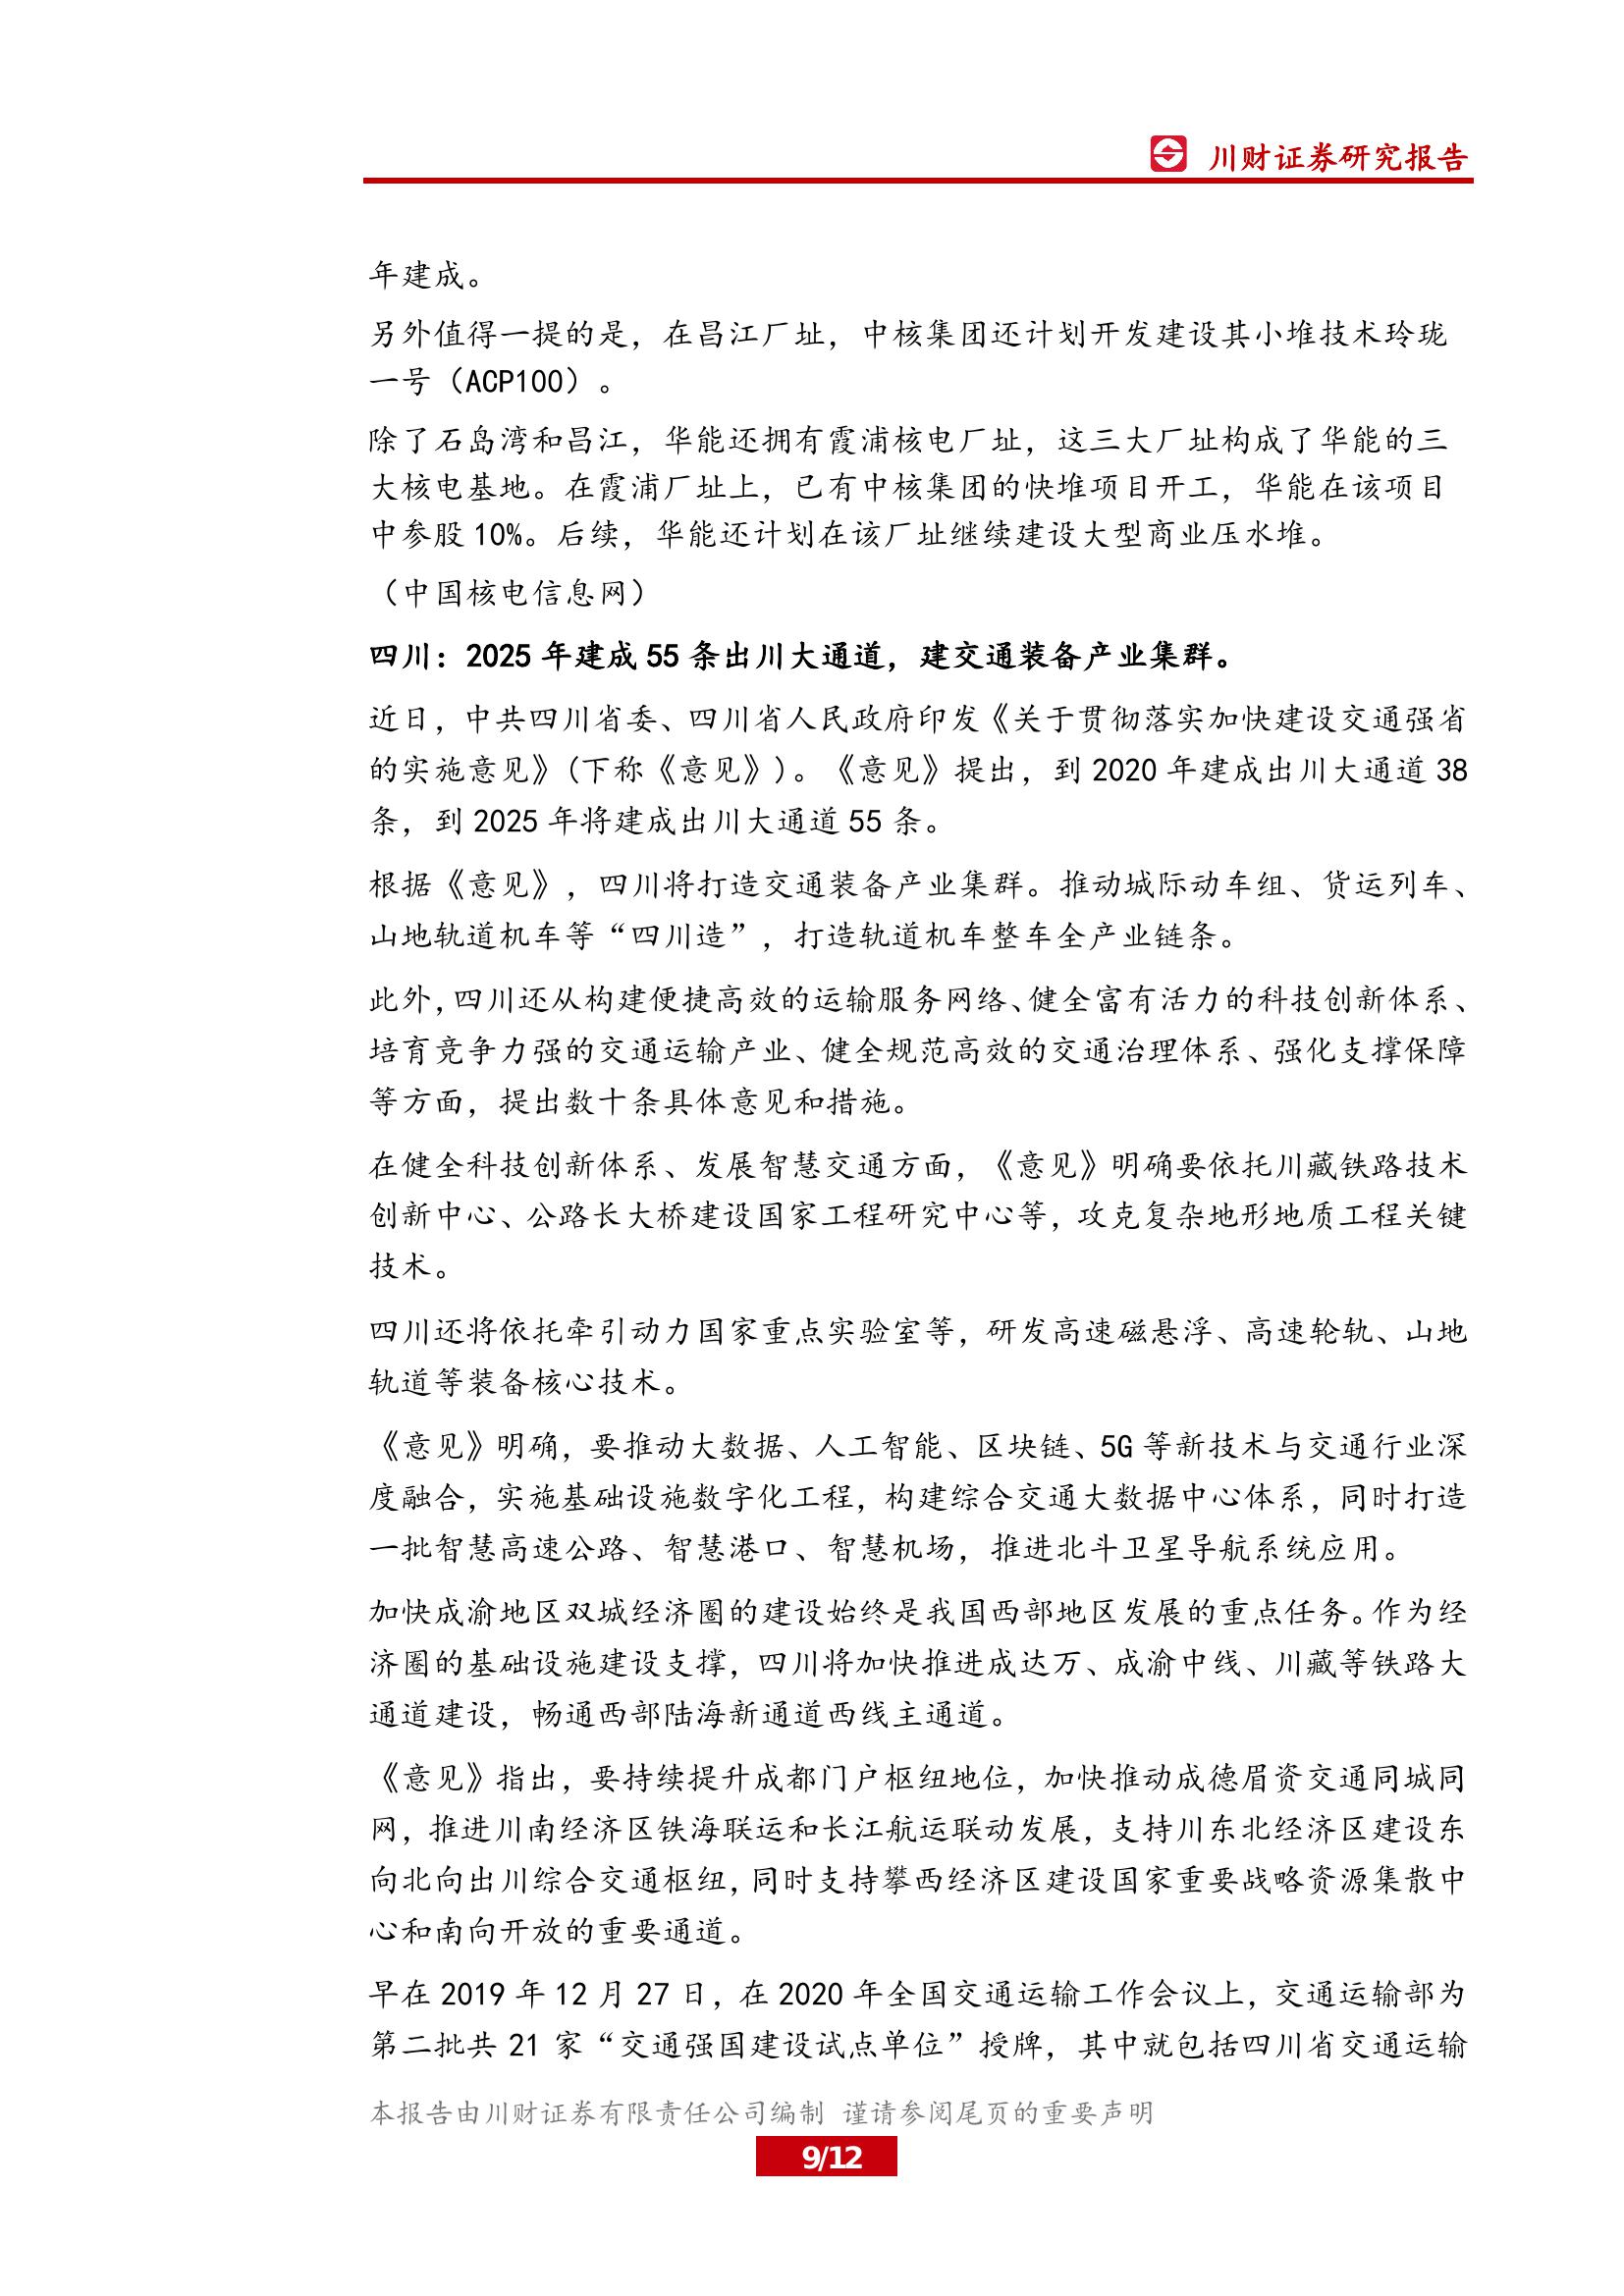 川财证券研究报告
年建成。
另外值得一提的是，在昌江厂址，中核集团还计划开发建设其小堆技术玲珑
一号（ACP100）。
除了石岛湾和昌江，华能还拥有霞浦核电厂址，这三大厂址构成了华能的三
大核电基地。在霞浦厂址上，已有中核集团的快堆项目开工，华能在该项目
中参股 10%。后续，华能还计划在该厂址继续建设大型商业压水堆。
（中国核电信息网）
四川：2025 年建成 55 条出川大通道，建交通装备产业集群。
近日，中共四川省委、四川省人民政府印发《关于贯彻落实加快建设交通强省
的实施意见》(下称《意见》)。《意见》提出，到 2020 年建成出川大通道 38
条，到 2025 年将建成出川大通道 55 条。
根据《意见》，四川将打造交通装备产业集群。推动城际动车组、货运列车、
山地轨道机车等“四川造”，打造轨道机车整车全产业链条。
此外，四川还从构建便捷高效的运输服务网络、健全富有活力的科技创新体系、
培育竞争力强的交通运输产业、健全规范高效的交通治理体系、强化支撑保障
等方面，提出数十条具体意见和措施。
在健全科技创新体系、发展智慧交通方面，《意见》明确要依托川藏铁路技术
创新中心、公路长大桥建设国家工程研究中心等，攻克复杂地形地质工程关键
技术。
四川还将依托牵引动力国家重点实验室等，研发高速磁悬浮、高速轮轨、山地
轨道等装备核心技术。
《意见》明确，要推动大数据、人工智能、区块链、5G 等新技术与交通行业深
度融合，实施基础设施数字化工程，构建综合交通大数据中心体系，同时打造
一批智慧高速公路、智慧港口、智慧机场，推进北斗卫星导航系统应用。
加快成渝地区双城经济圈的建设始终是我国西部地区发展的重点任务。作为经
济圈的基础设施建设支撑，四川将加快推进成达万、成渝中线、川藏等铁路大
通道建设，畅通西部陆海新通道西线主通道。
《意见》指出，要持续提升成都门户枢纽地位，加快推动成德眉资交通同城同
网，推进川南经济区铁海联运和长江航运联动发展，支持川东北经济区建设东
向北向出川综合交通枢纽，同时支持攀西经济区建设国家重要战略资源集散中
心和南向开放的重要通道。
早在 2019 年 12 月 27 日，在 2020 年全国交通运输工作会议上，交通运输部为
第二批共 21 家“交通强国建设试点单位”授牌，其中就包括四川省交通运输
本报告由川财证券有限责任公司编制 谨请参阅尾页的重要声明
9/12